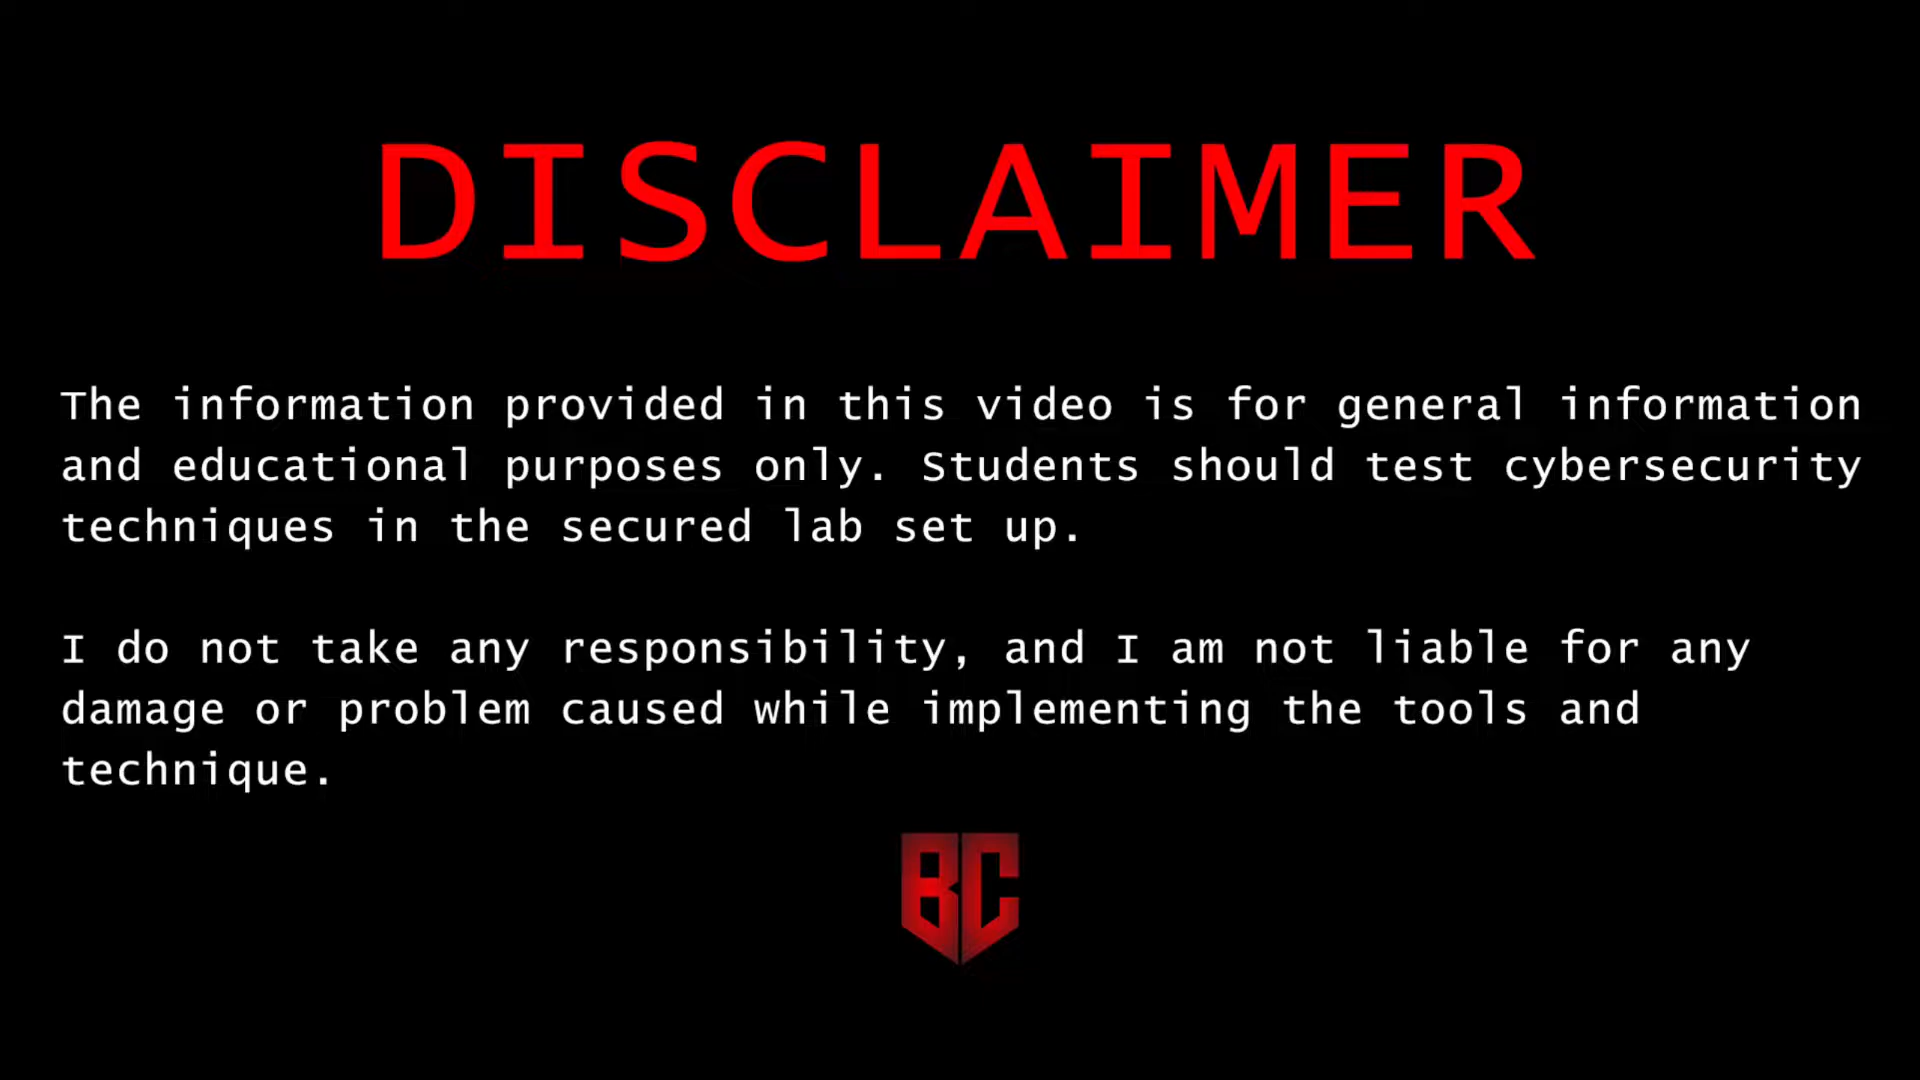 DISCLAIMER
The information provided in this video is for general information
and educational purposes only. Students should test cybersecurity
techniques in the secured lab set up.
I do not take any responsibility, and I am not liable for any
damage or problem caused while implementing the tools and
technique.
BC